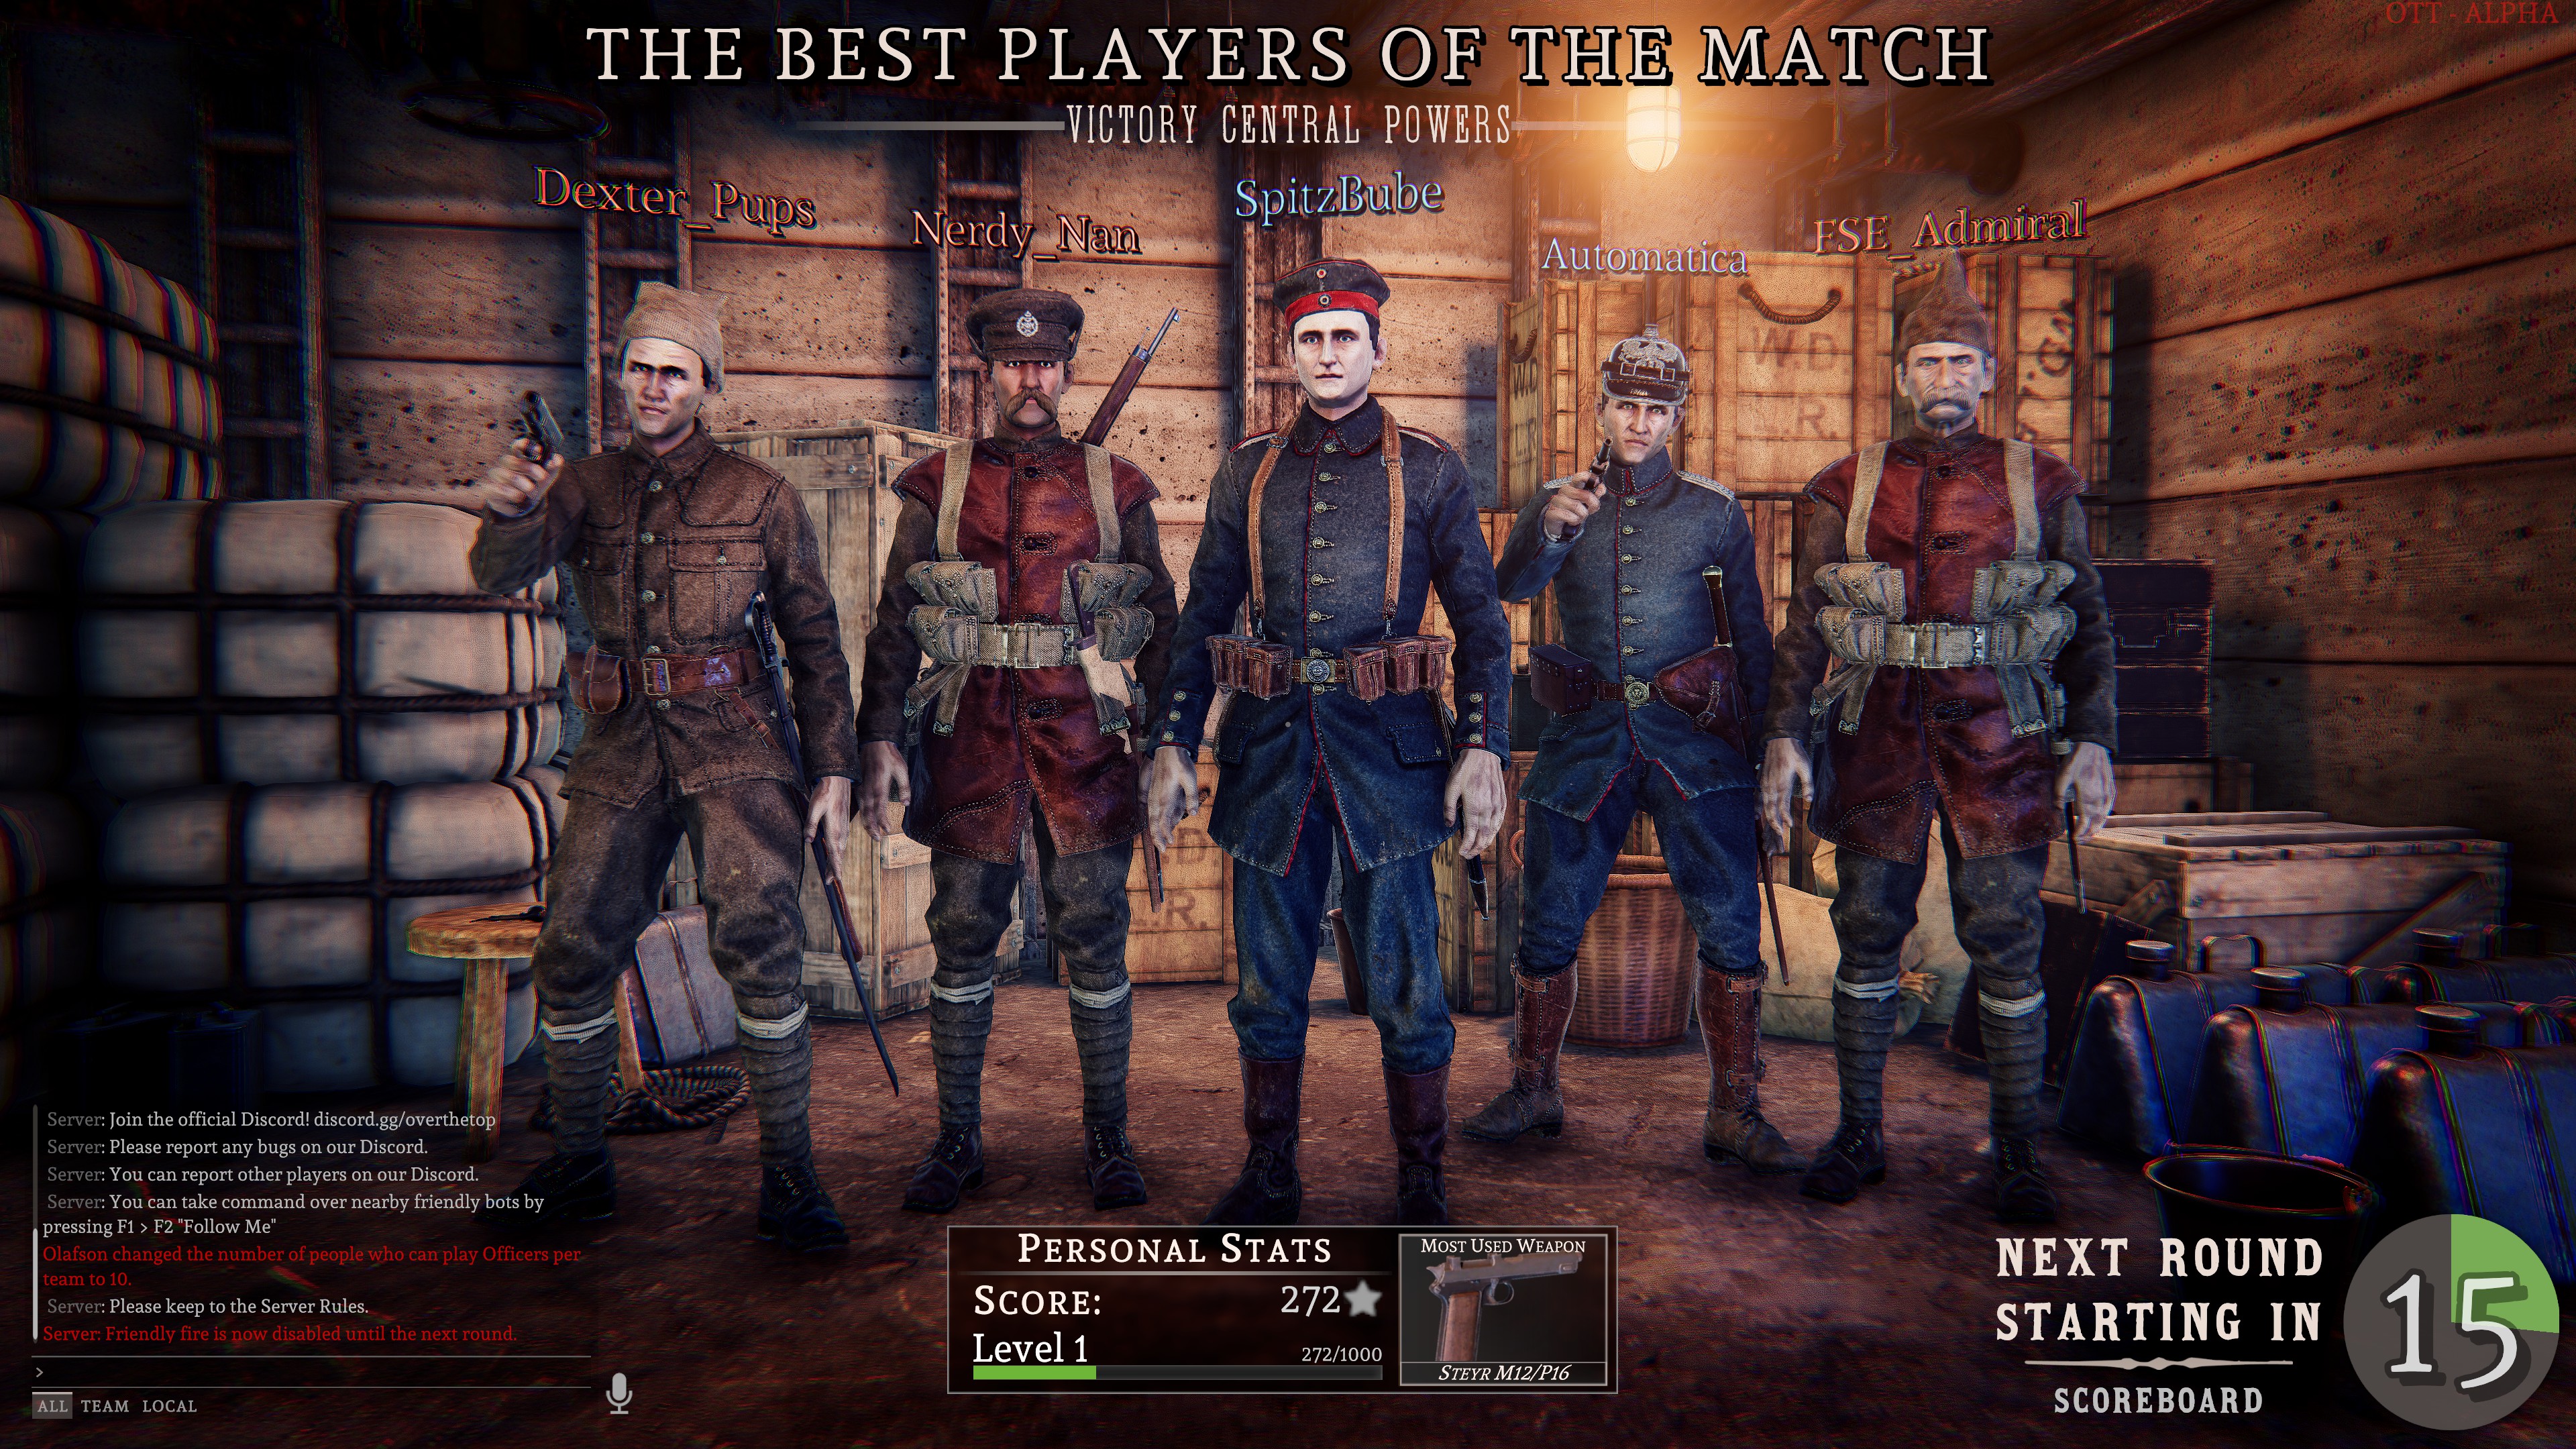 OTT - ALPHA
THE BEST PLAYERS OF THE MATCH
VICTORY CENTRAL POWERS
Dexter_Pups
Nerdy_Nan
SpitzBube
Automatica
FSE_Admiral
W.D.
.R.
Server: Join the official Discord! discord.gg/overthetop
Server: Please report any bugs on our Discord.
Server: You can report other players on our Discord.
Server: You can take command over nearby friendly bots by
pressing F1 > F2 "Follow Me"
Olafson changed the number of people who can play Officers per
team to 10.
Server: Please keep to the Server Rules.
Server: Friendly fire is now disabled until the next round.
>
ALL TEAM LOCAL
PERSONAL STATS
SCORE: 272
Level 1 272/1000
MOST USED WEAPON
STEYR M12/P16
NEXT ROUND
STARTING IN
15
SCOREBOARD